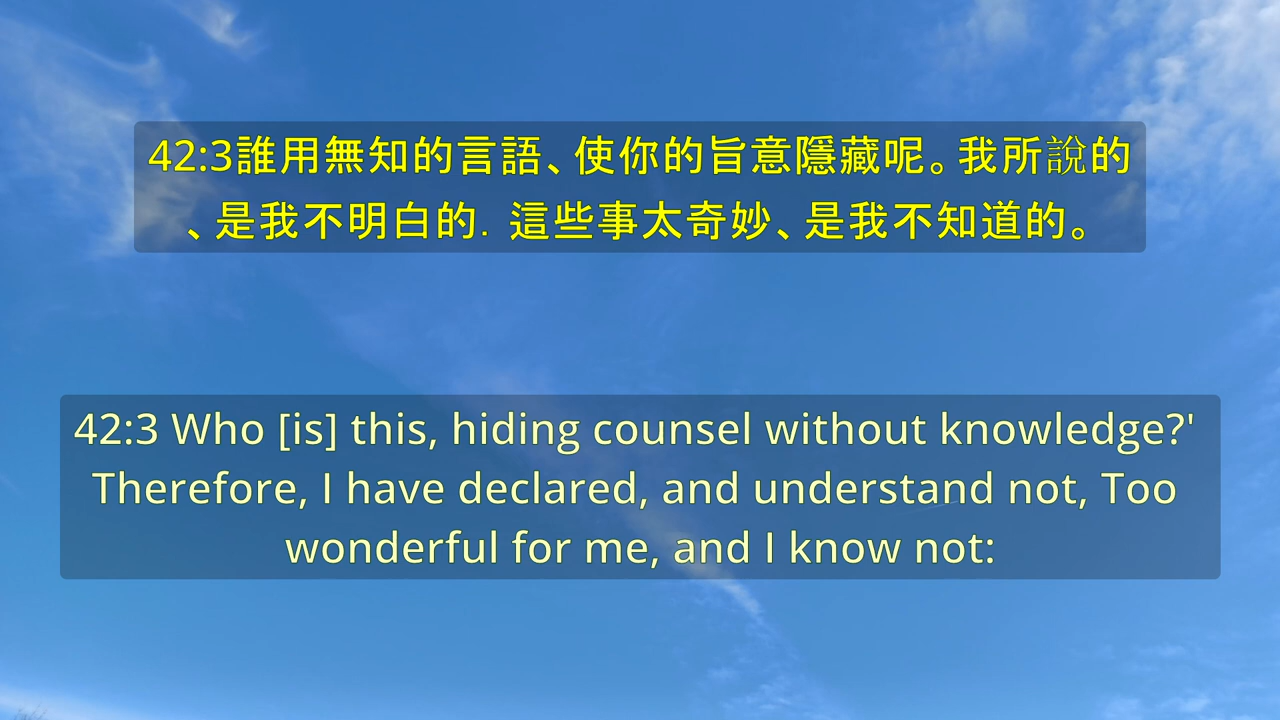 42:3誰用無知的言語、使你的旨意隱藏呢。我所說的
、是我不明白的. 這些事太奇妙、是我不知道的。
42:3 Who [is] this, hiding counsel without knowledge?'
Therefore, I have declared, and understand not, Too
wonderful for me, and I know not: